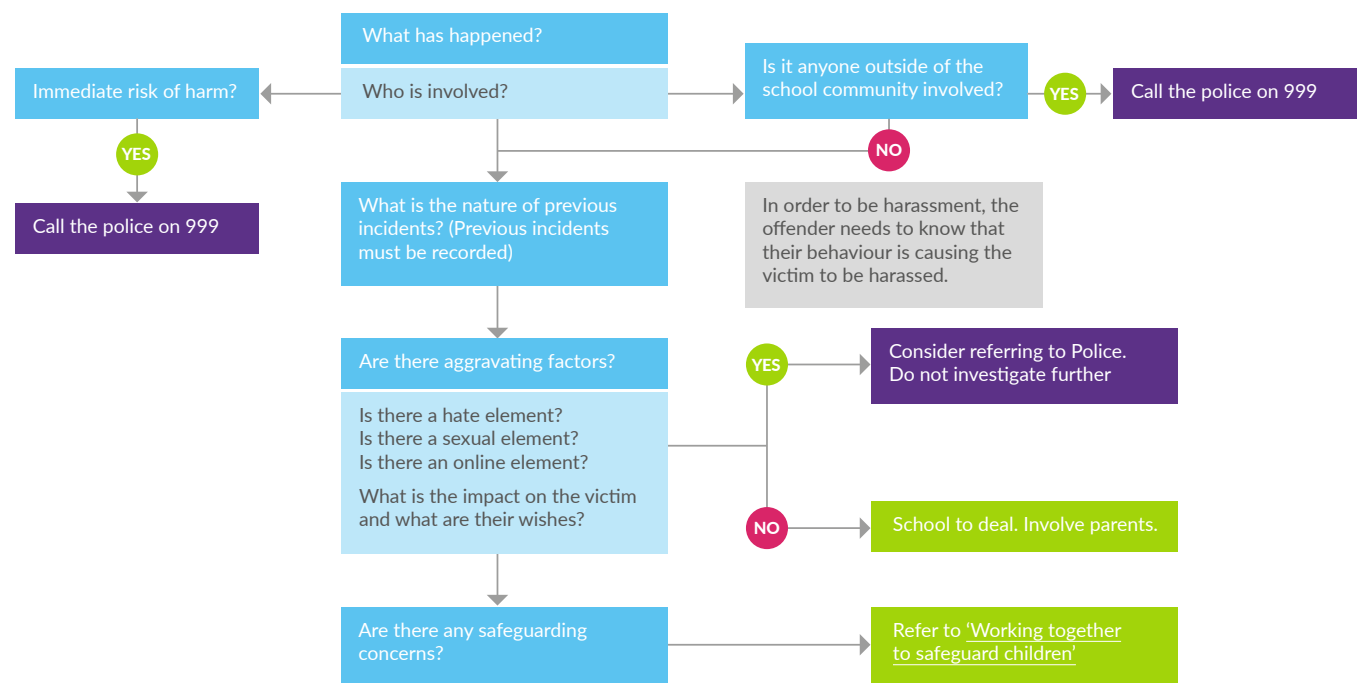 What has happened?
Who is involved?
Immediate risk of harm?
YES
Call the police on 999
Is it anyone outside of the
school community involved?
YES
Call the police on 999
NO
What is the nature of previous
incidents? (Previous incidents
must be recorded)
In order to be harassment, the
offender needs to know that
their behaviour is causing the
victim to be harassed.
Are there aggravating factors?
Is there a hate element?
Is there a sexual element?
Is there an online element?
What is the impact on the victim
and what are their wishes?
YES
Consider referring to Police.
Do not investigate further
NO
School to deal. Involve parents.
Are there any safeguarding
concerns?
Refer to ‘Working together
to safeguard children’